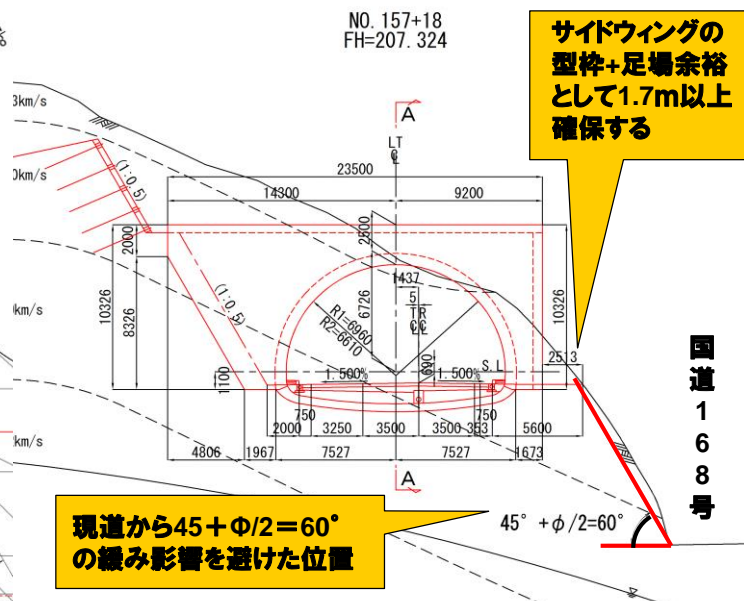 NO. 157+18
FH=207. 324
サイドウィングの
型枠+足場余裕
として1.7m以上
確保する
3km/s
A
LT
CL
0km/s
(1:0.5)
23500
14300
9200
2000
2500
1437
10326
8326
(1:0.5)
6726
5
T R
CL CL
10326
R1=6960
R2=6610
km/s
2513
690
S.L
1100
1.500%
1.500%
国道168号
750
750
2000
3250
3500
3500
353
5600
km/s
4806
1967
7527
7527
1673
A
現道から45+Φ/2=60°
の緩み影響を避けた位置
45° +φ/2=60°